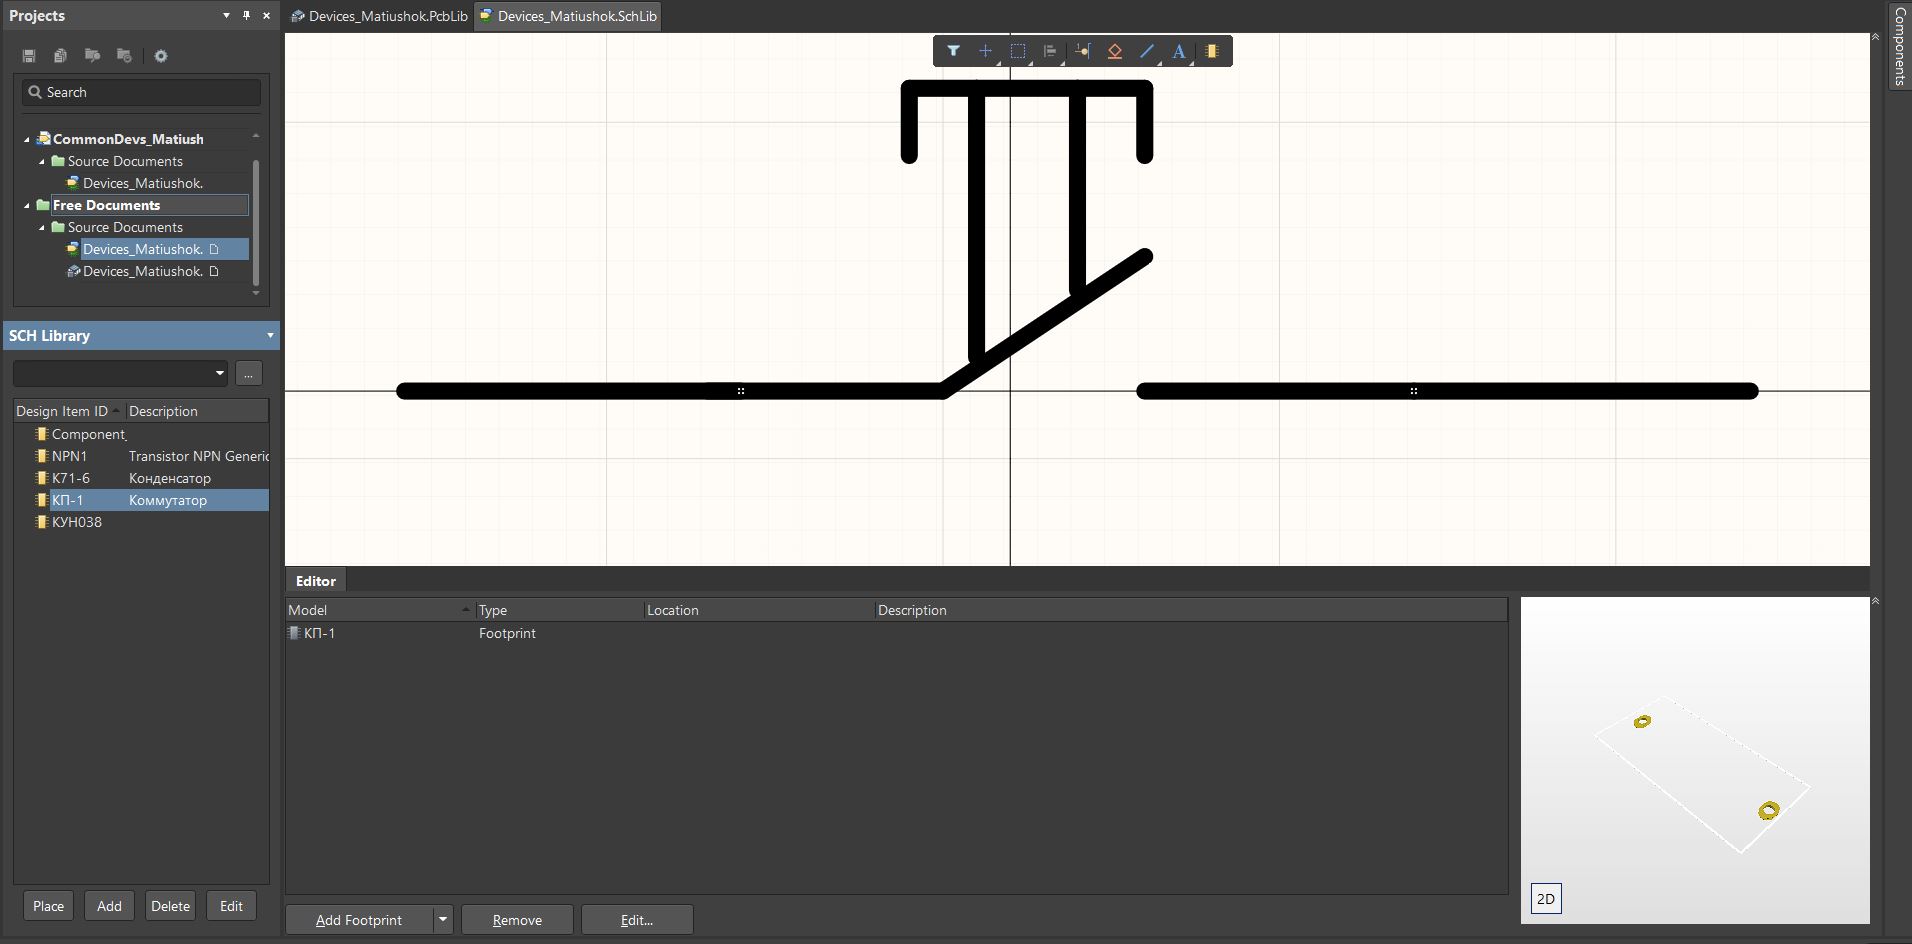 Projects
Devices_Matiushok.PcbLib
Devices_Matiushok.SchLib
Components
Search
CommonDevs_Matiush
Source Documents
Devices_Matiushok.
Free Documents
Source Documents
Devices_Matiushok.
Devices_Matiushok.
SCH Library
...
Design Item ID Description
Component_
NPN1 Transistor NPN Generic
К71-6 Конденсатор
КП-1 Коммутатор
КУН038
Place Add Delete Edit
A
Editor
Model Type Location Description
КП-1 Footprint
2D
Add Footprint Remove Edit...